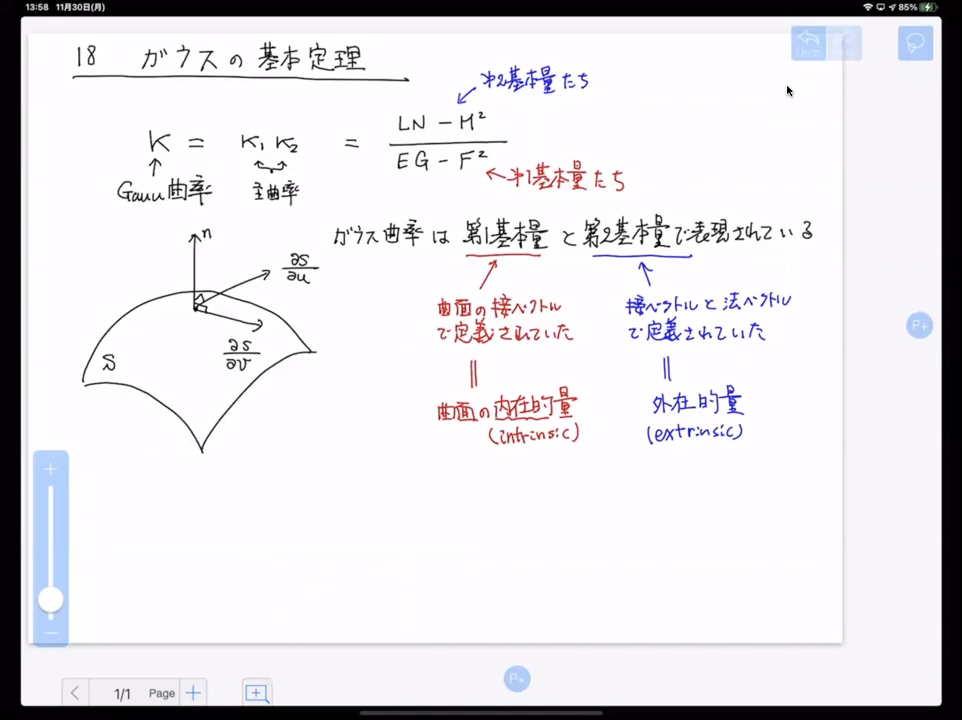 13:58 11月30日(月) 85%
Undo
18 ガウスの基本定理
第2基本量たち
K = K₁ K₂ = LN - M² / EG - F²
Gauss曲率
主曲率
第1基本量たち
ガウス曲率は第1基本量と第2基本量で表現されている
n
∂S/∂u
∂S/∂v
S
曲面の接ベクトル
で定義されていた
||
曲面の内在的量
(intrinsic)
接ベクトルと法ベクトル
で定義されていた
||
外在的量
(extrinsic)
P+
P+
1/1 Page